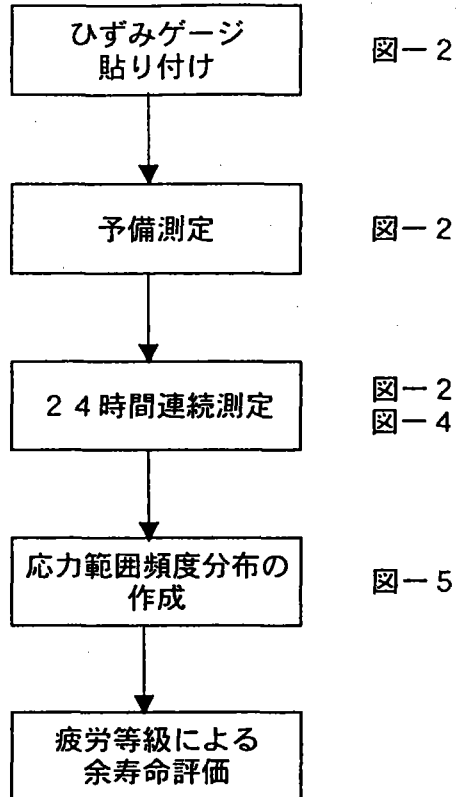 ひずみゲージ
貼り付け
図－２
予備測定
図－２
２４時間連続測定
図－２
図－４
応力範囲頻度分布の
作成
図－５
疲労等級による
余寿命評価